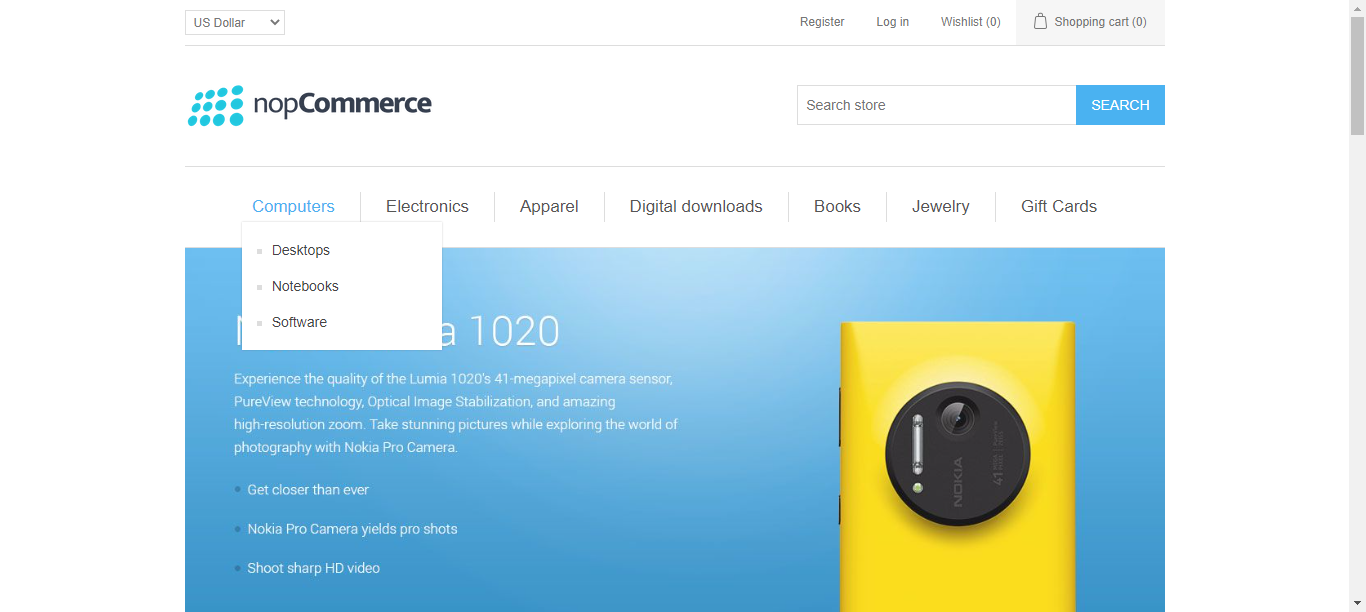 US Dollar
Register
Log in
Wishlist (0)
Shopping cart (0)
nopCommerce
Search store
SEARCH
Computers
Electronics
Apparel
Digital downloads
Books
Jewelry
Gift Cards
Desktops
Notebooks
Software
1020
Experience the quality of the Lumia 1020's 41-megapixel camera sensor,
PureView technology, Optical Image Stabilization, and amazing
high-resolution zoom. Take stunning pictures while exploring the world of
photography with Nokia Pro Camera.
Get closer than ever
Nokia Pro Camera yields pro shots
Shoot sharp HD video
NOKIA
41